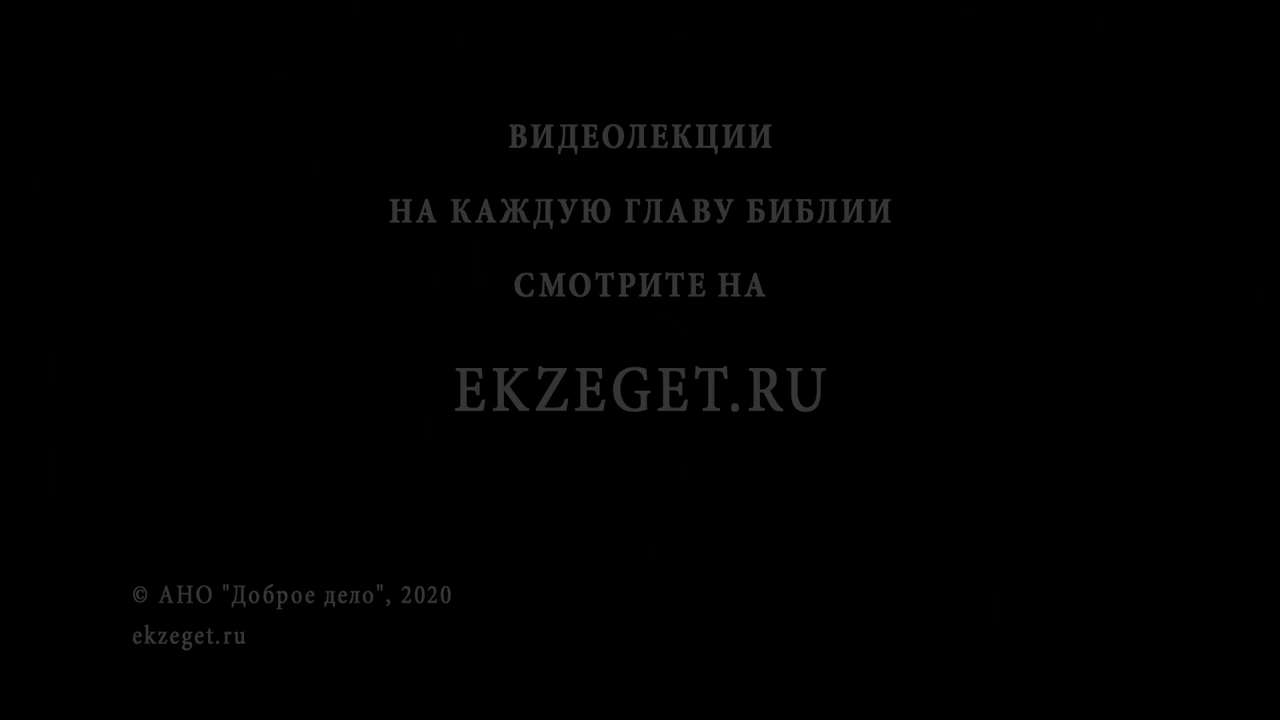 ВИДЕОЛЕКЦИИ
НА КАЖДУЮ ГЛАВУ БИБЛИИ
СМОТРИТЕ НА
EKZEGET.RU
© АНО "Доброе дело", 2020
ekzeget.ru